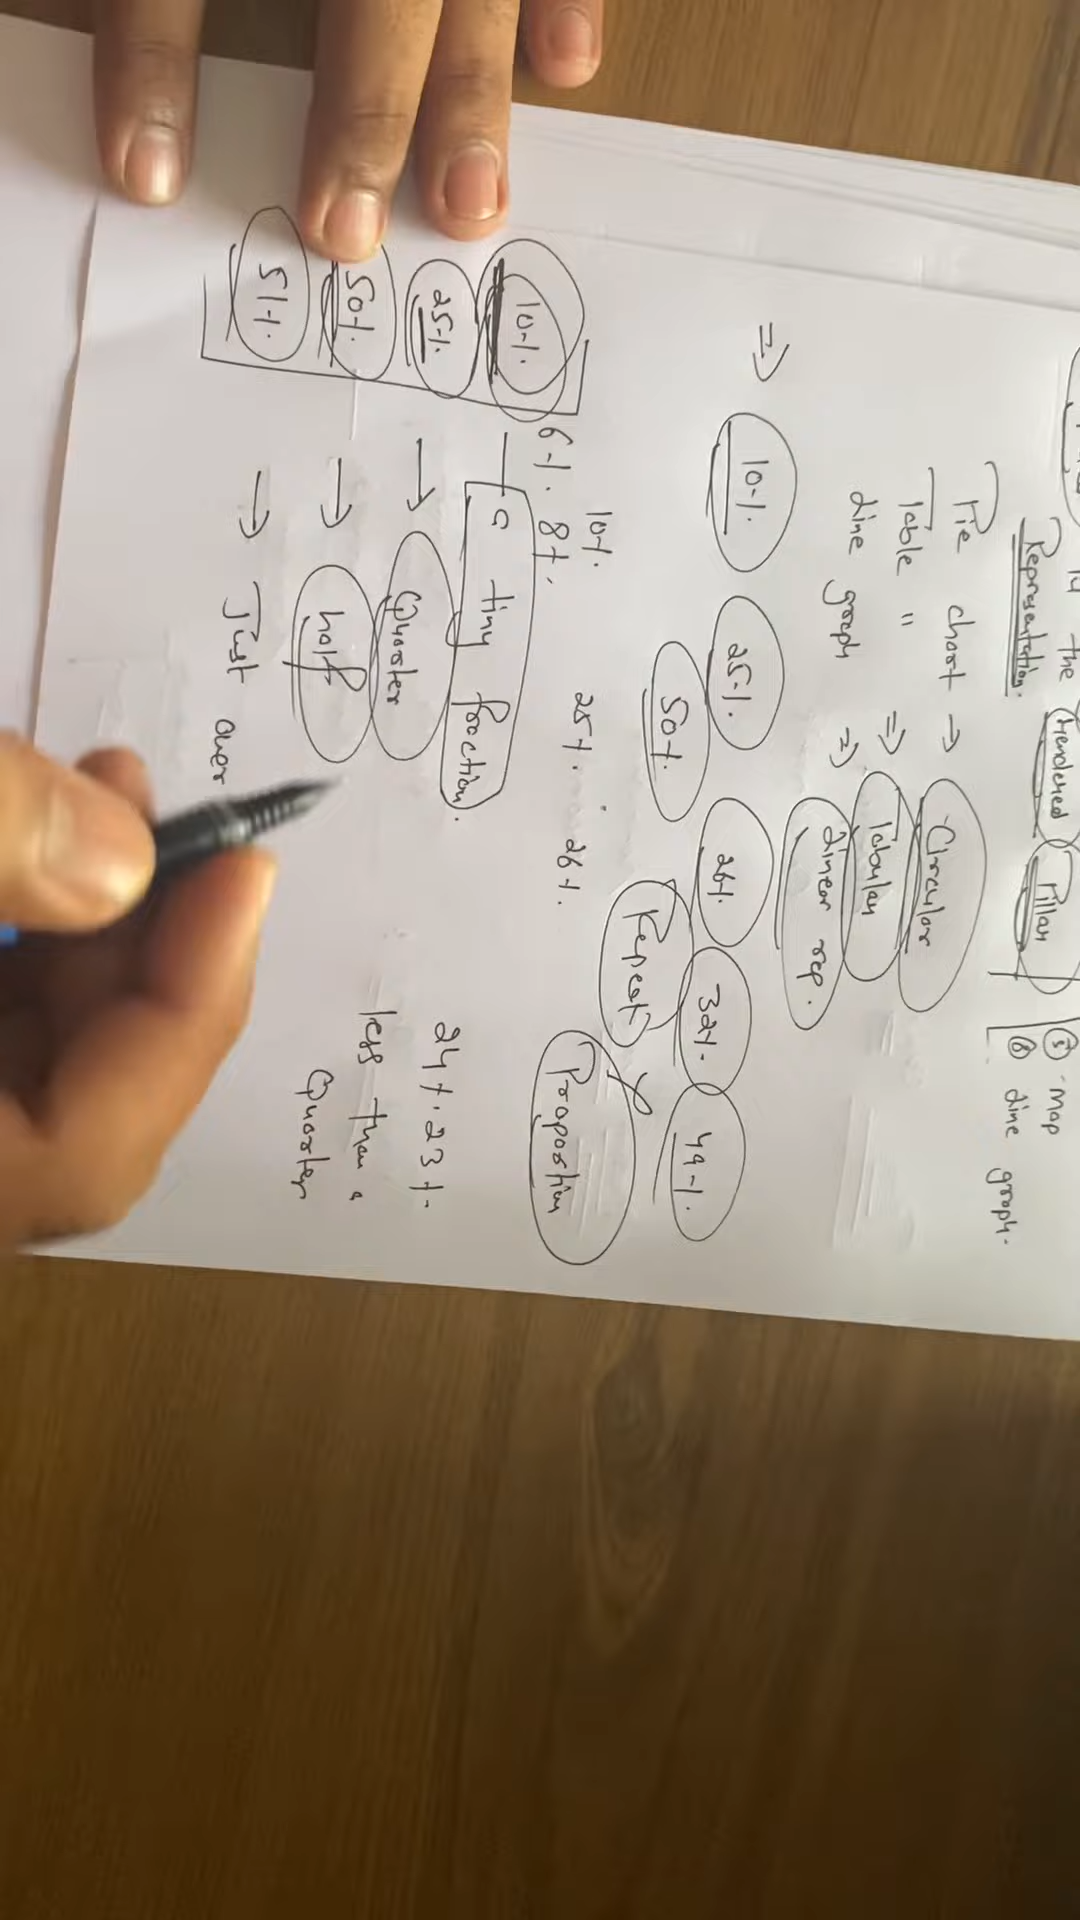 the rendered Pillar ⑤ map
Representation. ⑥ Line graph.
Pie chart → Circular
Table " ⇒ Tabular
Line graph ⇒ Linear rep.
⇒ 10%. 25%. 26%. 32%. 49%.
50%. Repeat
Proportion
10%. 25%. 26%.
6%. 8%.
10%. a tiny fraction.
25%. → Quarter 24%. 23%.
50%. → half less than a
51%. → Just over Quarter